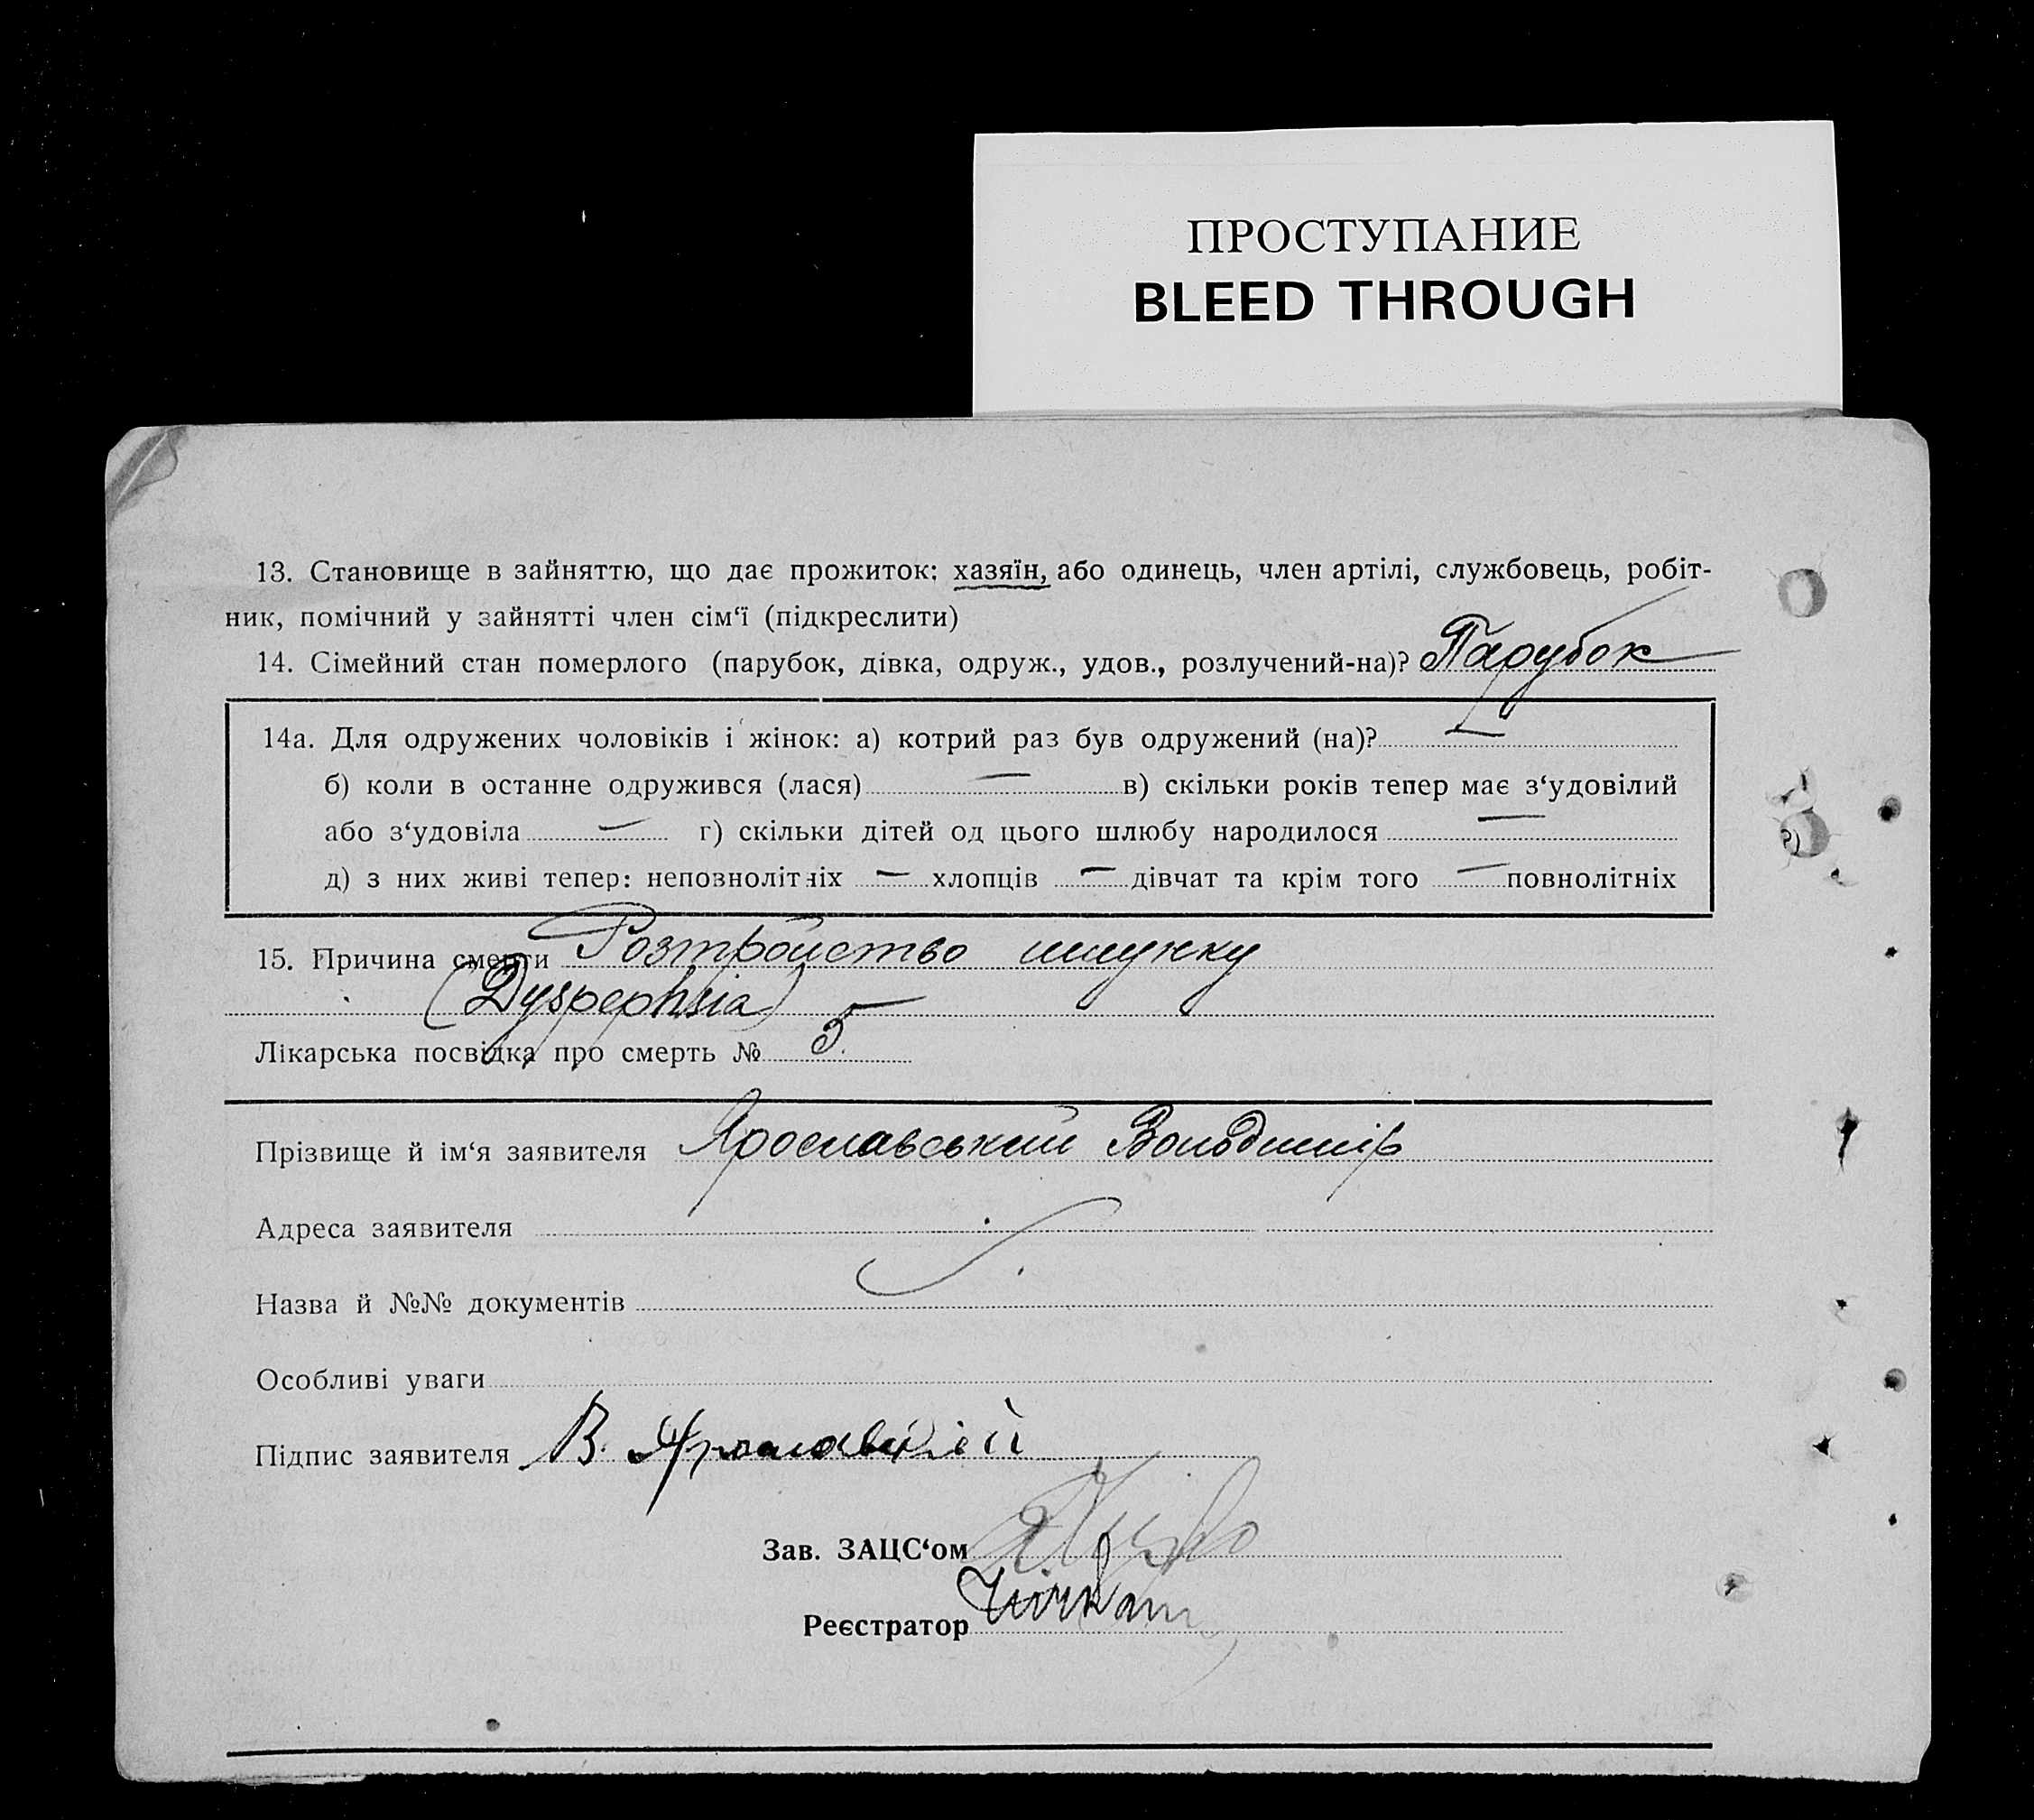 ПРОСТУПАНИЕ
BLEED THROUGH
13. Становище в зайняттю, що дає прожиток: хазяїн, або одинець, член артілі, службовець, робіт-
ник, помічний у зайнятті член сім‘ї (підкреслити)
14. Сімейний стан померлого (парубок, дівка, одруж., удов., розлучений-на)? Парубок
14а. Для одружених чоловіків і жінок: а) котрий раз був одружений (на)? —
б) коли в останне одружився (лася) — в) скільки років тепер має з‘удовілий
або з‘удовіла — г) скільки дітей од цього шлюбу народилося —
д) з них живі тепер: непознолітніх — хлопців — дівчат та крім того — повнолітніх
15. Причина смерти Розтройство шлунку
(Dyspephsia)
Лікарська посвідка про смерть № 5
Прізвище й ім‘я заявителя Ярославський Володимір
Адреса заявителя
Назва й №№ документів
Особливі уваги
Підпис заявителя В. Ярославський
Зав. ЗАЦС‘ом
Реєстратор